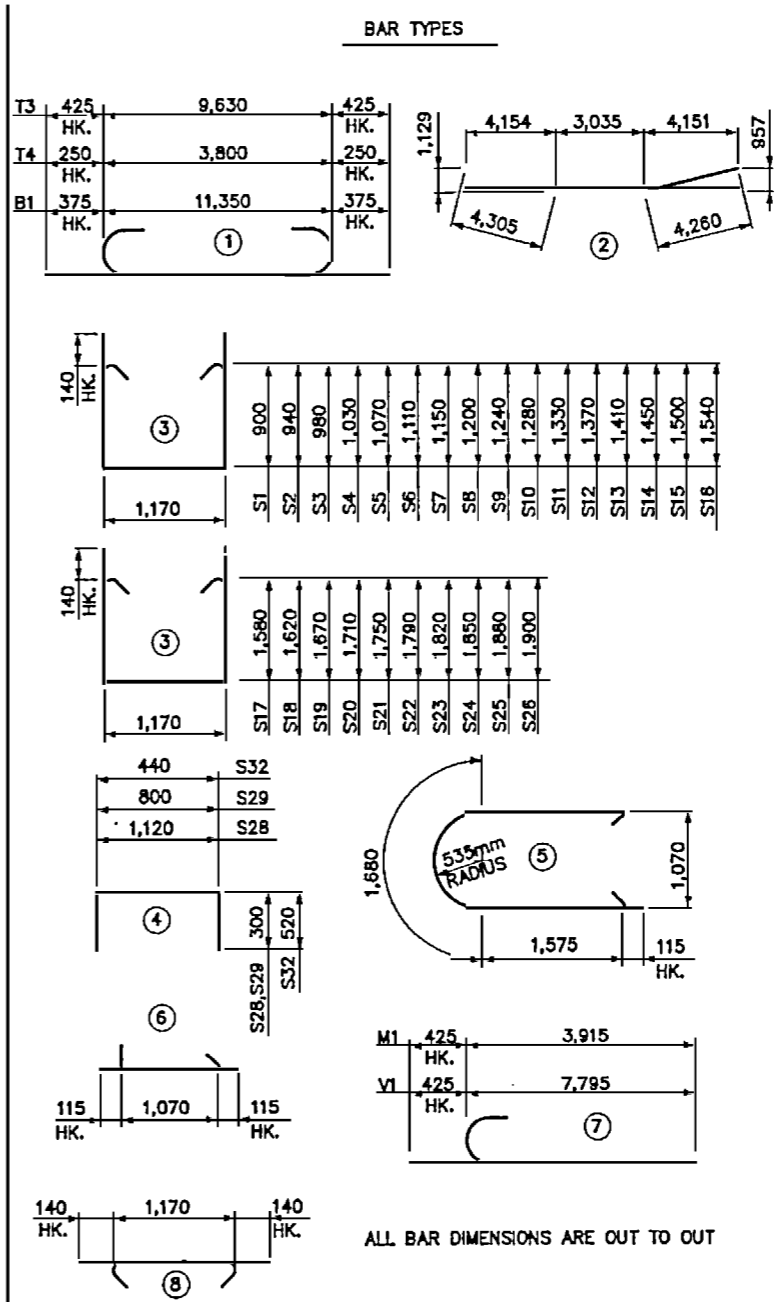 BAR TYPES
T3 425 HK. 9,630 425 HK.
T4 250 HK. 3,800 250 HK.
B1 375 HK. 11,350 375 HK.
1
4,154 3,035 4,151
1,129
957
4,305
4,260
2
140 HK.
3
1,170
900 940 980 1,030 1,070 1,110 1,150 1,200 1,240 1,280 1,330 1,370 1,410 1,450 1,500 1,540
S1 S2 S3 S4 S5 S6 S7 S8 S9 S10 S11 S12 S13 S14 S15 S16
140 HK.
3
1,170
1,580 1,620 1,670 1,710 1,750 1,790 1,820 1,850 1,880 1,900
S17 S18 S19 S20 S21 S22 S23 S24 S25 S26
440 S32
800 S29
1,120 S28
4
300 520
S28,S29 S32
1,680
535mm
RADIUS
5
1,070
1,575 115
HK.
6
115 1,070 115
HK. HK.
M1 425 HK. 3,915
V1 425 HK. 7,795
7
140 1,170 140
HK. HK.
8
ALL BAR DIMENSIONS ARE OUT TO OUT